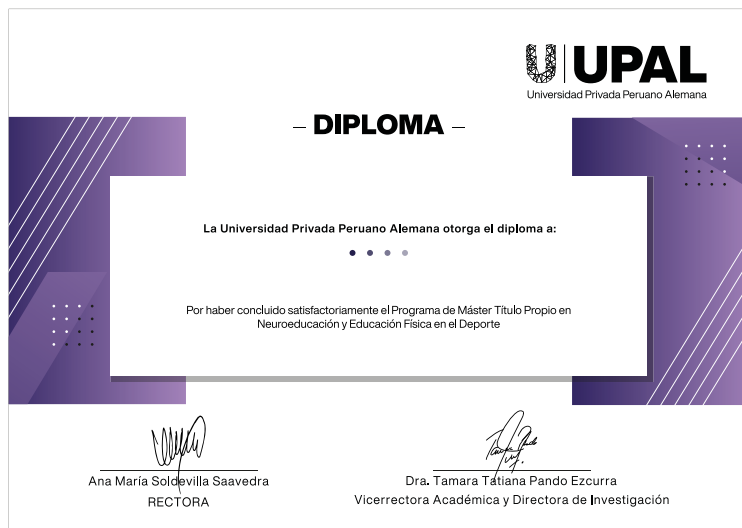 UPAL
Universidad Privada Peruano Alemana
– DIPLOMA –
La Universidad Privada Peruano Alemana otorga el diploma a:
Por haber concluido satisfactoriamente el Programa de Máster Título Propio en
Neuroeducación y Educación Física en el Deporte
Ana María Soldevilla Saavedra
RECTORA
Dra. Tamara Tatiana Pando Ezcurra
Vicerrectora Académica y Directora de Investigación